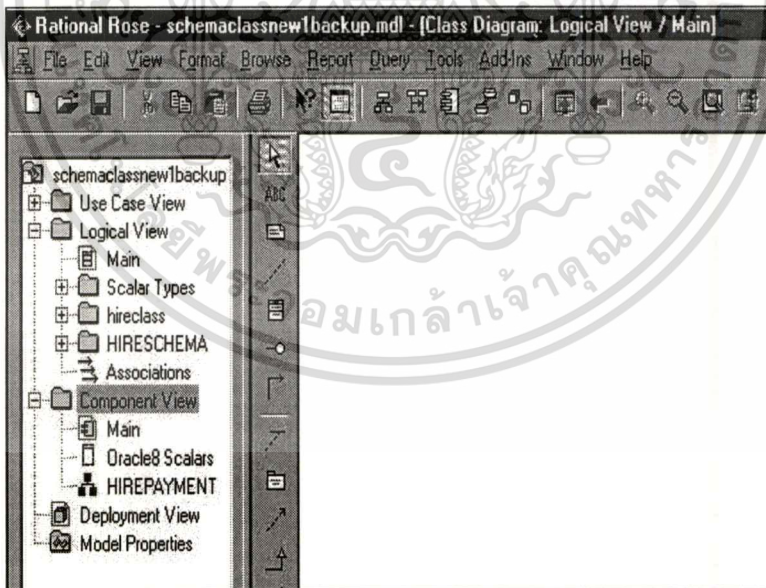 Rational Rose - schemaclassnew1backup.mdl - [Class Diagram: Logical View / Main]
File Edit View Format Browse Report Query Tools Add-Ins Window Help
schemaclassnew1backup
Use Case View
Logical View
Main
Scalar Types
hireclass
HIRESCHEMA
Associations
Component View
Main
Oracle8 Scalars
HIREPAYMENT
Deployment View
Model Properties
ABC